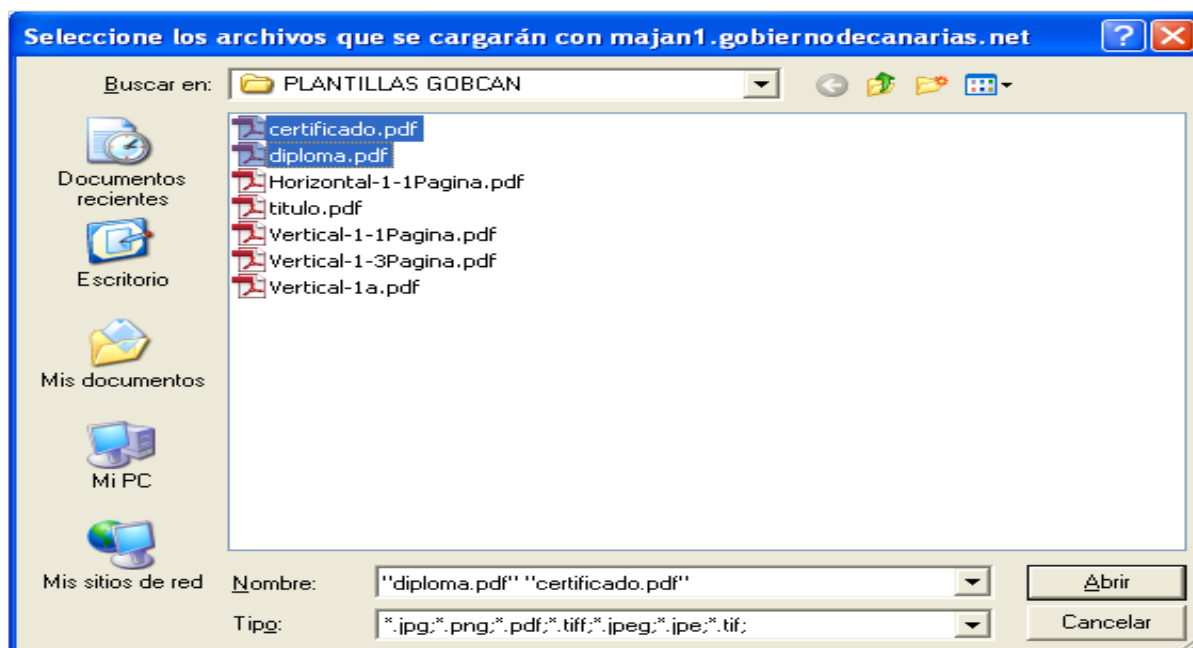 Seleccione los archivos que se cargarán con majan1.gobiernodecanarias.net
Buscar en: PLANTILLAS GOBCAN
certificado.pdf
diploma.pdf
Horizontal-1-1Pagina.pdf
titulo.pdf
Vertical-1-1Pagina.pdf
Vertical-1-3Pagina.pdf
Vertical-1a.pdf
Documentos
recientes
Escritorio
Mis documentos
Mi PC
Mis sitios de red
Nombre: "diploma.pdf" "certificado.pdf" Abrir
Tipo: *.jpg;*.png;*.pdf;*.tiff;*.jpeg;*.jpe;*.tif; Cancelar